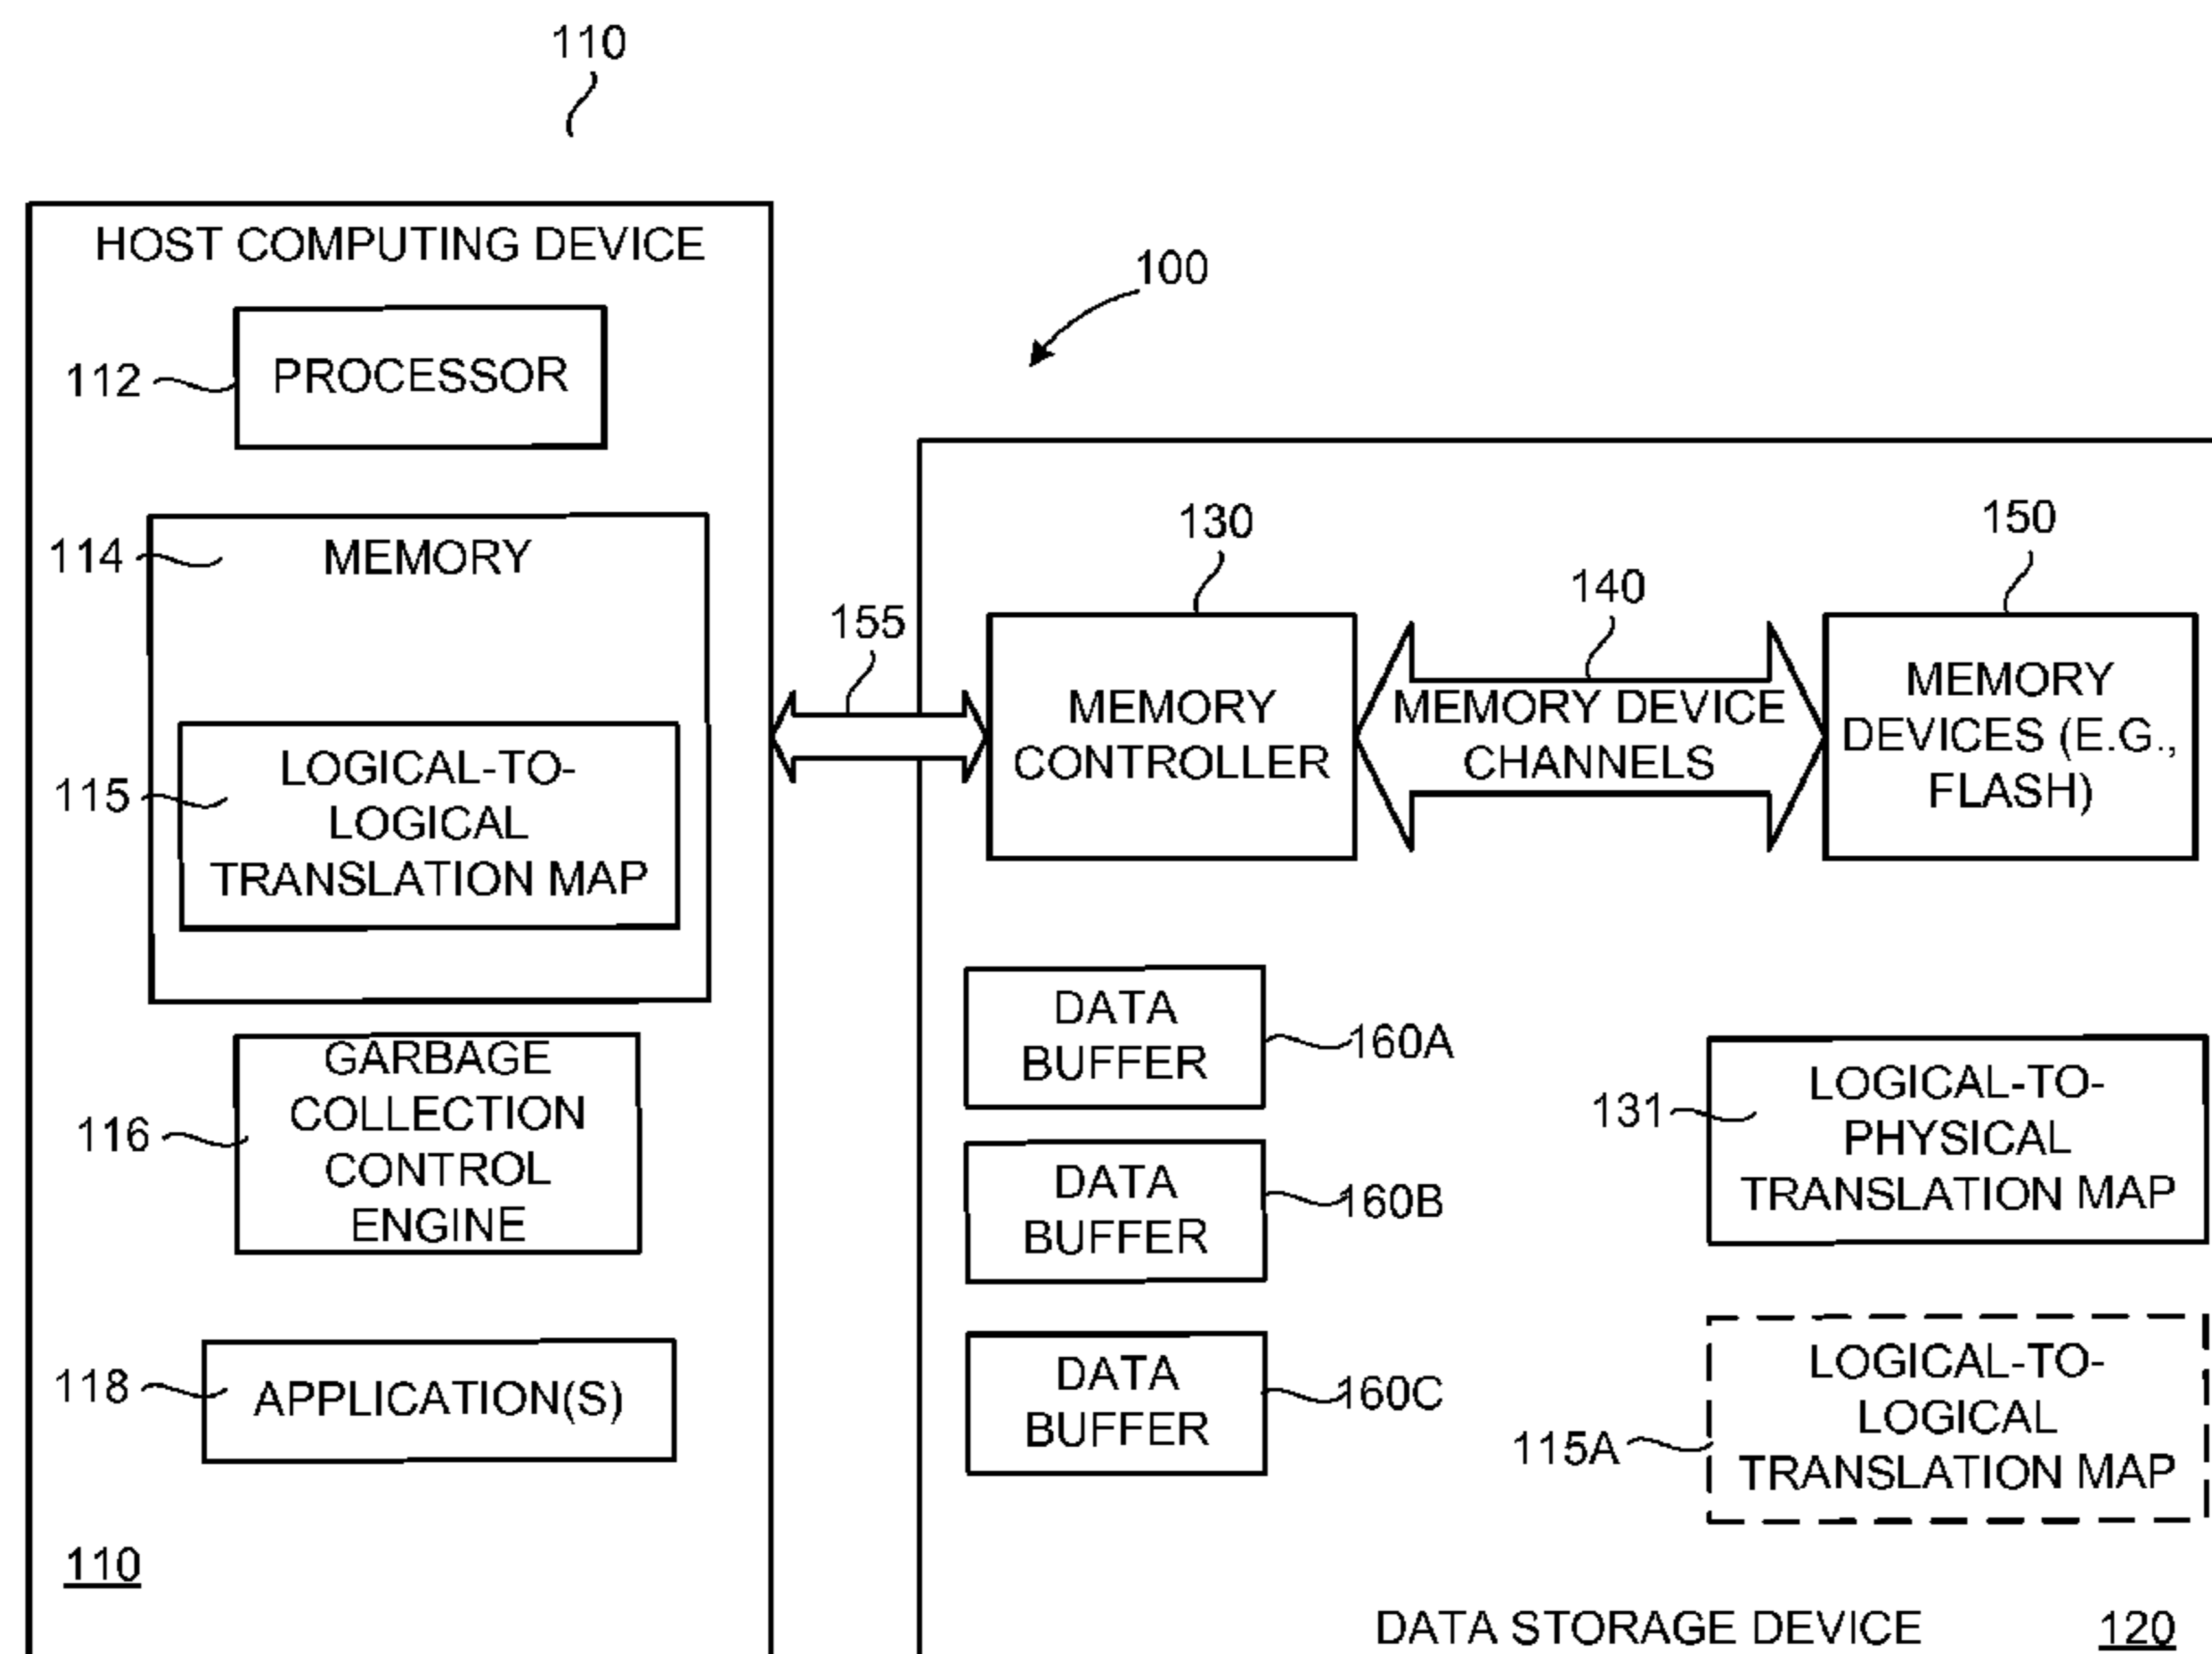 110
HOST COMPUTING DEVICE
112
PROCESSOR
114
MEMORY
115
LOGICAL-TO-
LOGICAL
TRANSLATION MAP
116
GARBAGE
COLLECTION
CONTROL
ENGINE
118
APPLICATION(S)
110
100
155
130
MEMORY
CONTROLLER
140
MEMORY DEVICE
CHANNELS
150
MEMORY
DEVICES (E.G.,
FLASH)
DATA
BUFFER
160A
DATA
BUFFER
160B
DATA
BUFFER
160C
131
LOGICAL-TO-
PHYSICAL
TRANSLATION MAP
115A
LOGICAL-TO-
LOGICAL
TRANSLATION MAP
DATA STORAGE DEVICE 120